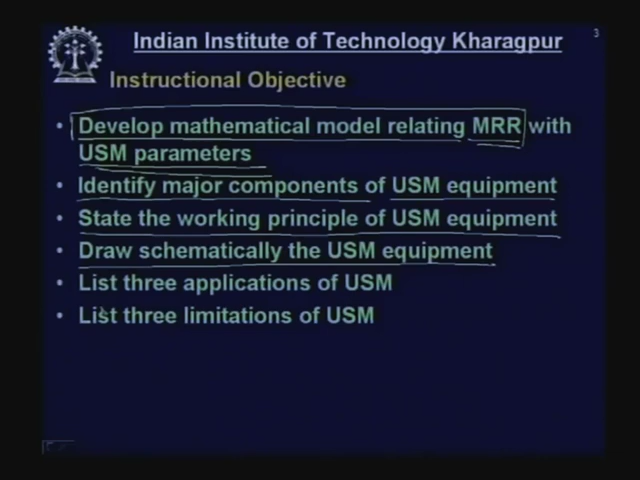 3
Indian Institute of Technology Kharagpur
Instructional Objective
• Develop mathematical model relating MRR with
USM parameters
• Identify major components of USM equipment
• State the working principle of USM equipment
• Draw schematically the USM equipment
• List three applications of USM
• List three limitations of USM